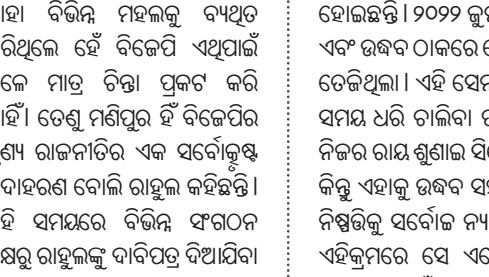 ାହା ବିଭିନ୍ନ ମହଲକୁ ବ୍ୟଥିତ
ରିଥିଲେ ହେଁ ବିଜେପି ଏଥିପାଇଁ
ଳେ ମାତ୍ର ଚିନ୍ତା ପ୍ରକଟ କରି
ାହିଁ। ତେଣୁ ମଣିପୁର ହିଁ ବିଜେପିର
ଣ୍ୟ ରାଜନୀତିର ଏକ ସର୍ବୋତ୍କୃଷ୍ଟ
ଦାହରଣ ବୋଲି ରାହୁଲ କହିଛନ୍ତି।
ହି ସମୟରେ ବିଭିନ୍ନ ସଂଗଠନ
କ୍ଷରୁ ରାହୁଲଙ୍କୁ ଦାବିପତ୍ର ଦିଆଯିବା
ହୋଇଛନ୍ତି। ୨୦୨୨
ଏବଂ ଉଦ୍ଧବ ଠାକରେ
ତେଜିଥିଲା। ଏହି
ସମୟ ଧରି ଚାଲିବା
ନିଜର ରାୟ ଶୁଣାଇ
କିନ୍ତୁ ଏହାକୁ ଉଦ୍ଧବ
ନିଷ୍ପତ୍ତିକୁ ସର୍ବୋଚ୍ଚ
ଏହିକ୍ରମରେ ସେ